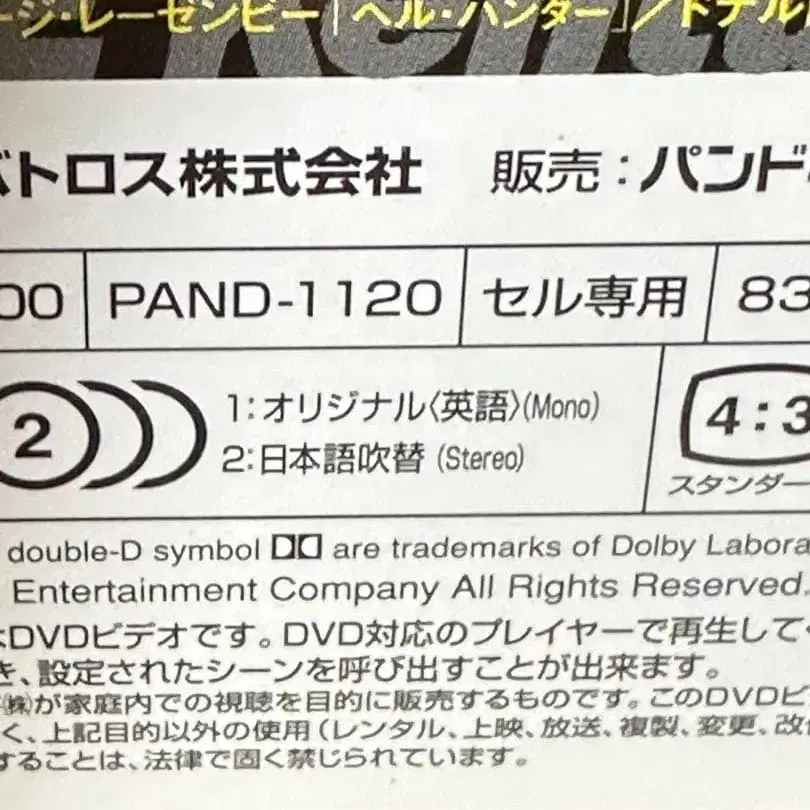 ージ・レーゼンビー「ヘル・ハンター」/ドナル
バトロス株式会社 販売:パンド
00 PAND-1120 セル専用 83
2 1:オリジナル〈英語〉(Mono)
2:日本語吹替 (Stereo)
4:3
スタンダー
double-D symbol are trademarks of Dolby Labora
Entertainment Company All Rights Reserved.
はDVDビデオです。DVD対応のプレイヤーで再生して
き、設定されたシーンを呼び出すことが出来ます。
㈱が家庭内での視聴を目的に販売するものです。このDVDビ
く、上記目的以外の使用(レンタル、上映、放送、複製、変更、改
することは、法律で固く禁じられています。